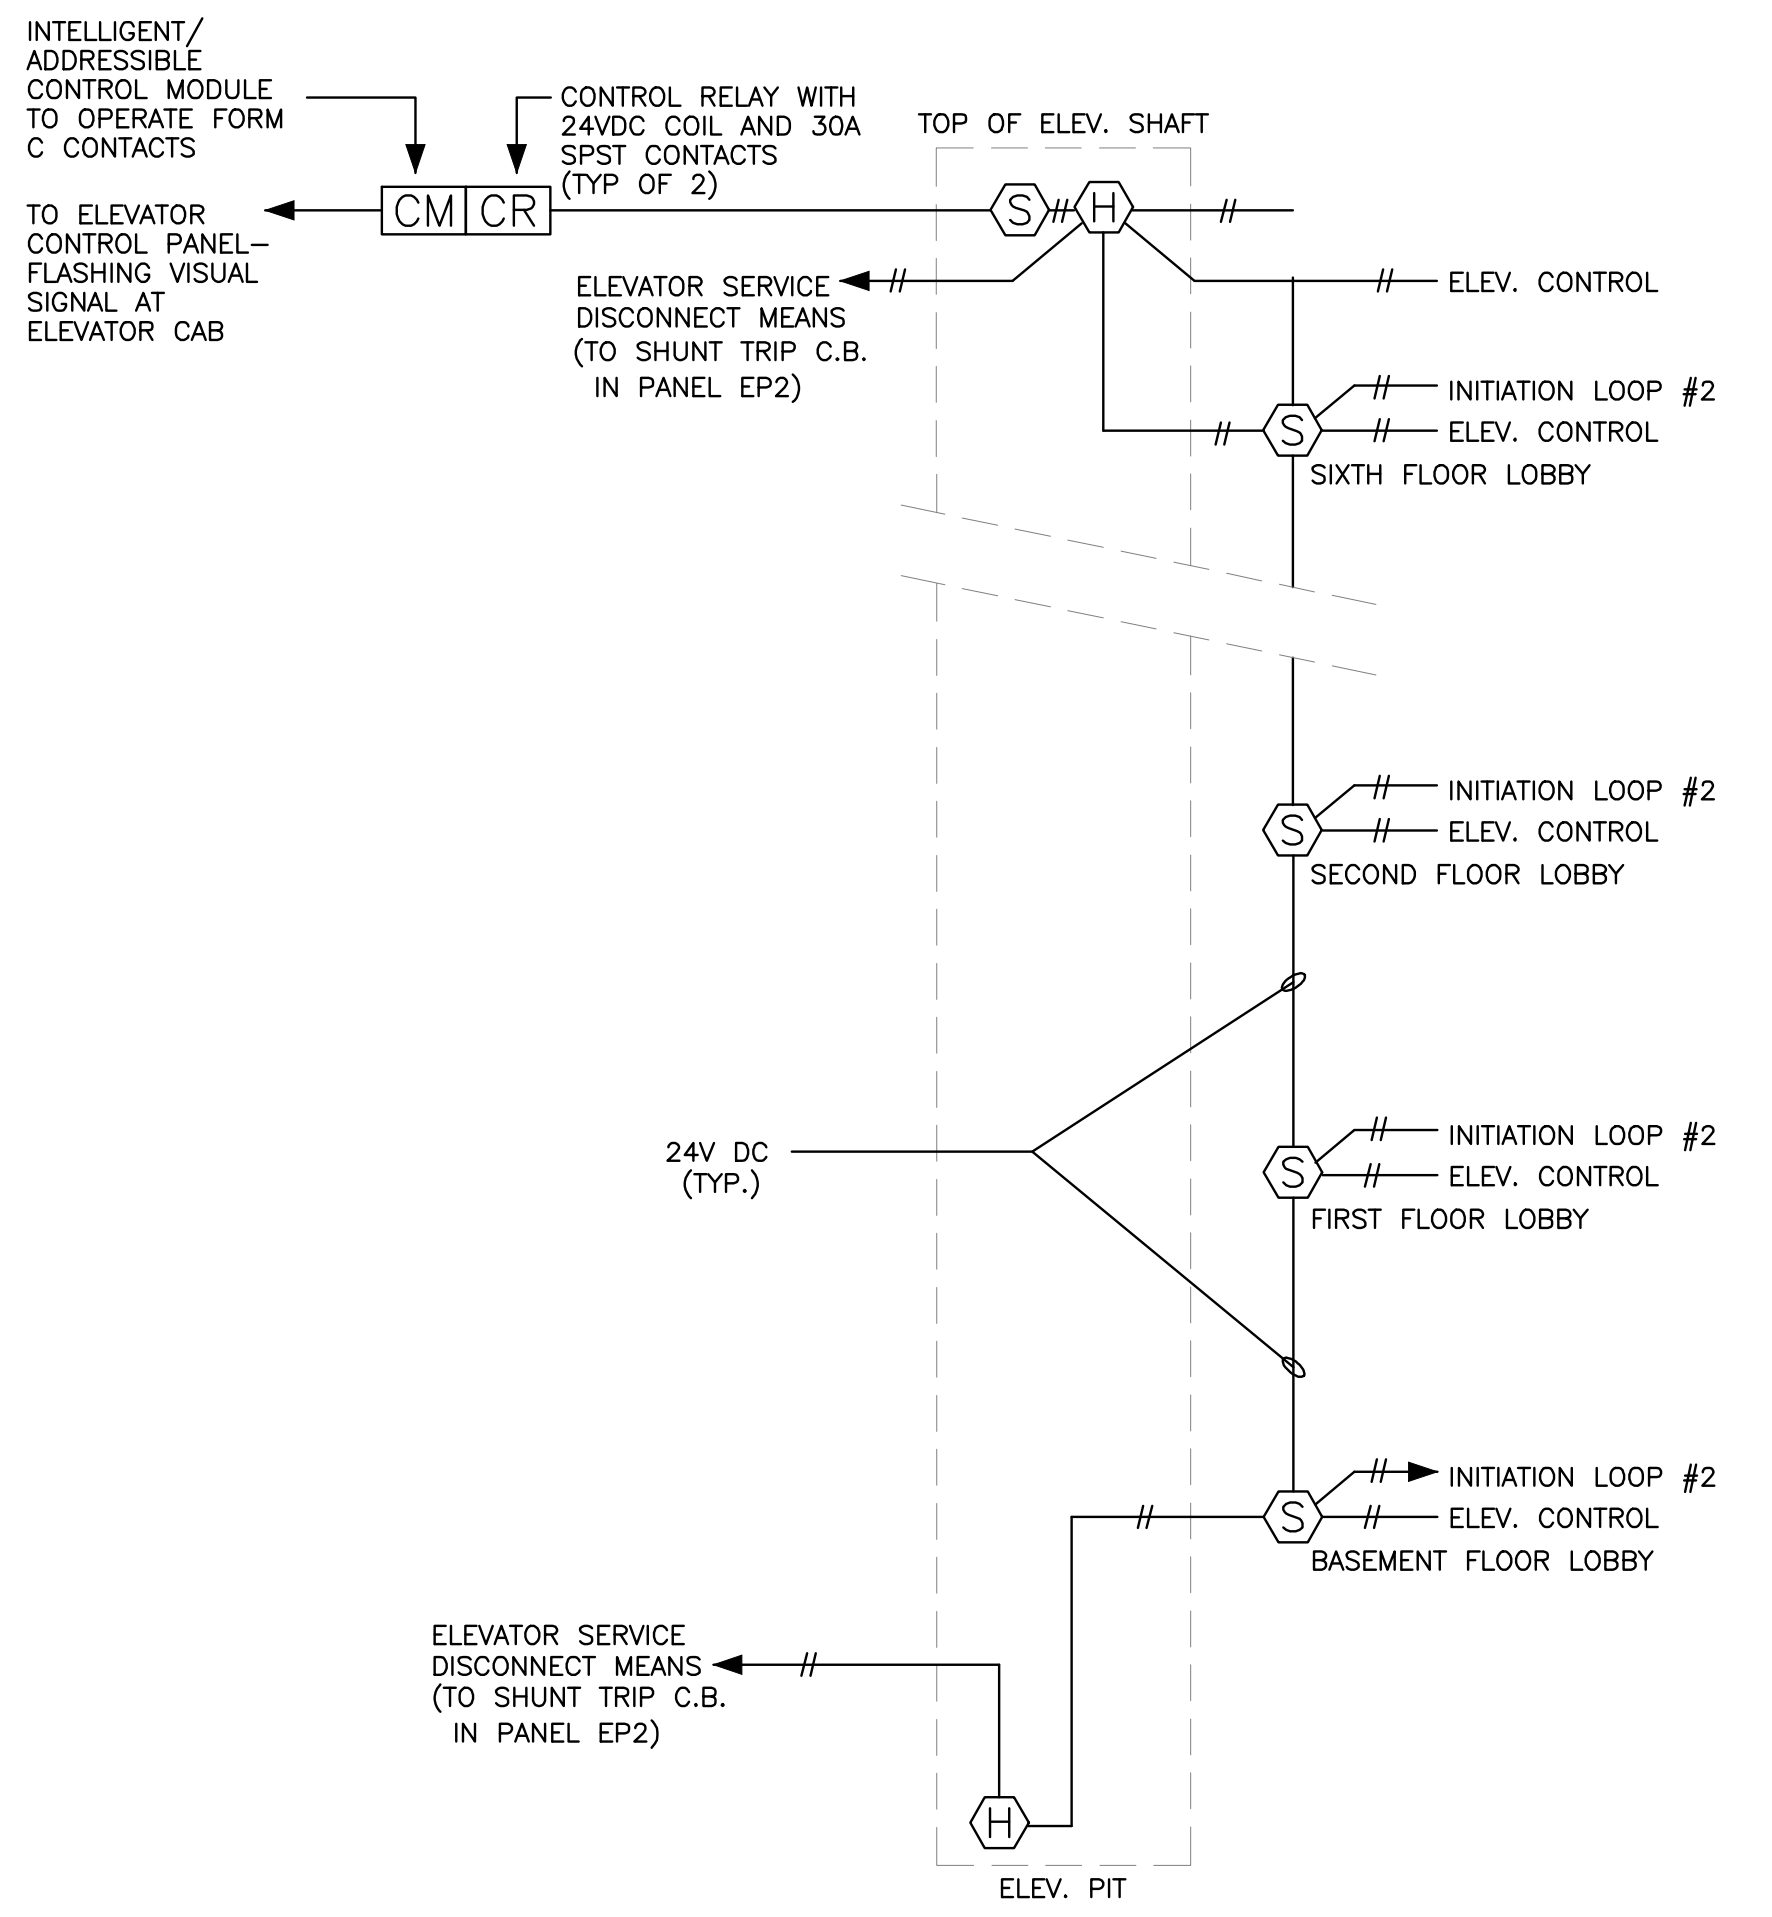 INTELLIGENT/
ADDRESSIBLE
CONTROL MODULE
TO OPERATE FORM
C CONTACTS
CONTROL RELAY WITH
24VDC COIL AND 30A
SPST CONTACTS
(TYP OF 2)
TOP OF ELEV. SHAFT
CM
CR
S
H
TO ELEVATOR
CONTROL PANEL-
FLASHING VISUAL
SIGNAL AT
ELEVATOR CAB
ELEVATOR SERVICE
DISCONNECT MEANS
(TO SHUNT TRIP C.B.
IN PANEL EP2)
ELEV. CONTROL
INITIATION LOOP #2
S
ELEV. CONTROL
SIXTH FLOOR LOBBY
INITIATION LOOP #2
S
ELEV. CONTROL
SECOND FLOOR LOBBY
24V DC
(TYP.)
INITIATION LOOP #2
S
ELEV. CONTROL
FIRST FLOOR LOBBY
INITIATION LOOP #2
S
ELEV. CONTROL
BASEMENT FLOOR LOBBY
ELEVATOR SERVICE
DISCONNECT MEANS
(TO SHUNT TRIP C.B.
IN PANEL EP2)
H
ELEV. PIT